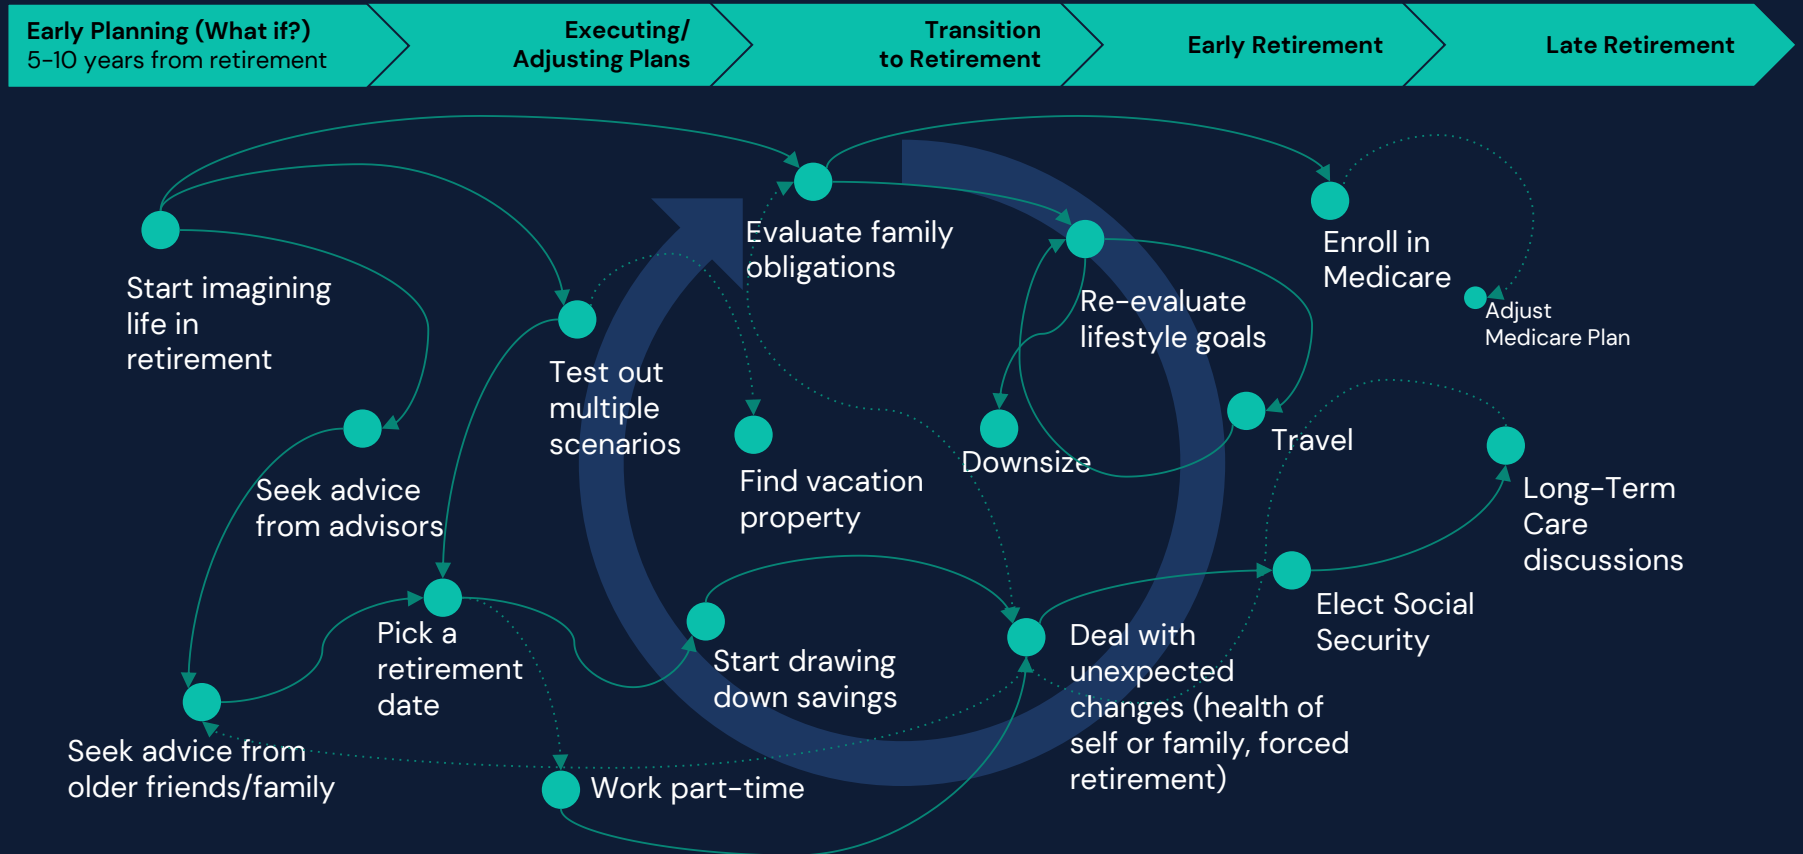 Early Planning (What if?)
5-10 years from retirement
Executing/
Adjusting Plans
Transition
to Retirement
Early Retirement
Late Retirement
Evaluate family
obligations
Enroll in
Medicare
Start imagining
life in
retirement
Re-evaluate
lifestyle goals
Adjust
Medicare Plan
Test out
multiple
scenarios
Travel
Downsize
Find vacation
property
Seek advice
from advisors
Long-Term
Care
discussions
Elect Social
Security
Pick a
retirement
date
Start drawing
down savings
Deal with
unexpected
changes (health of
self or family, forced
retirement)
Seek advice from
older friends/family
Work part-time